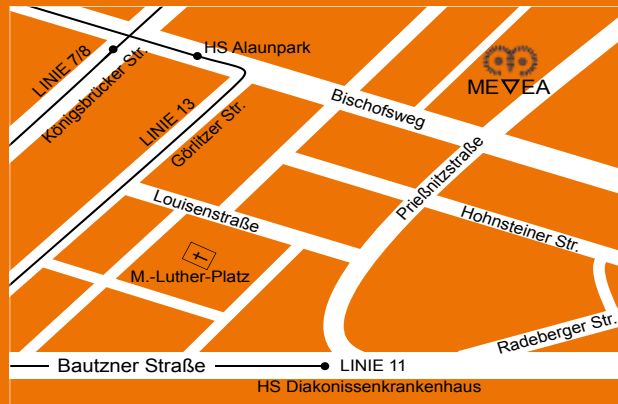 HS Alaunpark
LINIE 7/8
Königsbrücker Str.
LINIE 13
Görlitzer Str.
Bischofsweg
MEVEA
Prießnitzstraße
Louisenstraße
Hohnsteiner Str.
M.-Luther-Platz
Radeberger Str.
Bautzner Straße
LINIE 11
HS Diakonissenkrankenhaus